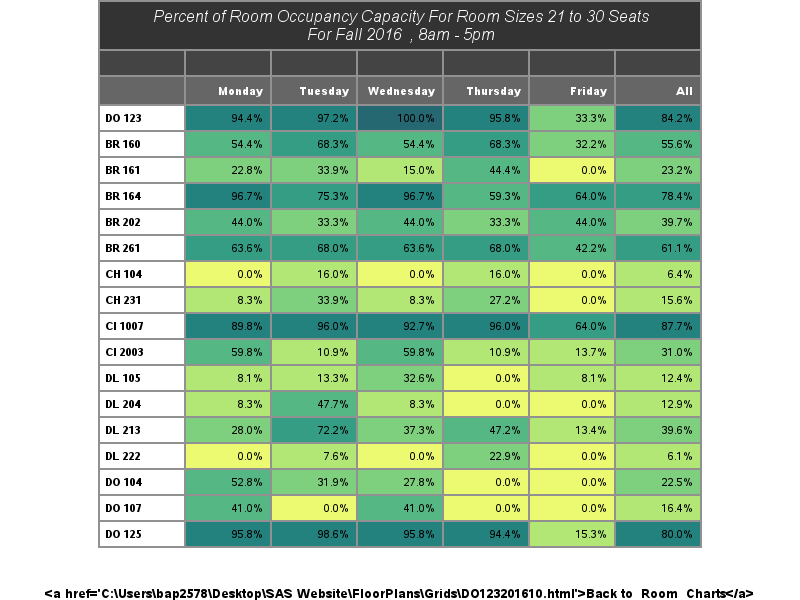 Percent of Room Occupancy Capacity For Room Sizes 21 to 30 Seats
For Fall 2016 , 8am - 5pm
Monday Tuesday Wednesday Thursday Friday All
DO 123 94.4% 97.2% 100.0% 95.8% 33.3% 84.2%
BR 160 54.4% 68.3% 54.4% 68.3% 32.2% 55.6%
BR 161 22.8% 33.9% 15.0% 44.4% 0.0% 23.2%
BR 164 96.7% 75.3% 96.7% 59.3% 64.0% 78.4%
BR 202 44.0% 33.3% 44.0% 33.3% 44.0% 39.7%
BR 261 63.6% 68.0% 63.6% 68.0% 42.2% 61.1%
CH 104 0.0% 16.0% 0.0% 16.0% 0.0% 6.4%
CH 231 8.3% 33.9% 8.3% 27.2% 0.0% 15.6%
CI 1007 89.8% 96.0% 92.7% 96.0% 64.0% 87.7%
CI 2003 59.8% 10.9% 59.8% 10.9% 13.7% 31.0%
DL 105 8.1% 13.3% 32.6% 0.0% 8.1% 12.4%
DL 204 8.3% 47.7% 8.3% 0.0% 0.0% 12.9%
DL 213 28.0% 72.2% 37.3% 47.2% 13.4% 39.6%
DL 222 0.0% 7.6% 0.0% 22.9% 0.0% 6.1%
DO 104 52.8% 31.9% 27.8% 0.0% 0.0% 22.5%
DO 107 41.0% 0.0% 41.0% 0.0% 0.0% 16.4%
DO 125 95.8% 98.6% 95.8% 94.4% 15.3% 80.0%
<a href='C:\Users\bap2578\Desktop\SAS Website\FloorPlans\Grids\DO123201610.html'>Back to Room Charts</a>